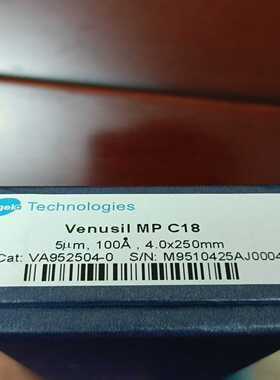 Technologies
Venusil MP C18
5μm, 100Å , 4.0x250mm
Cat: VA952504-0 S/N: M9510425AJ0004